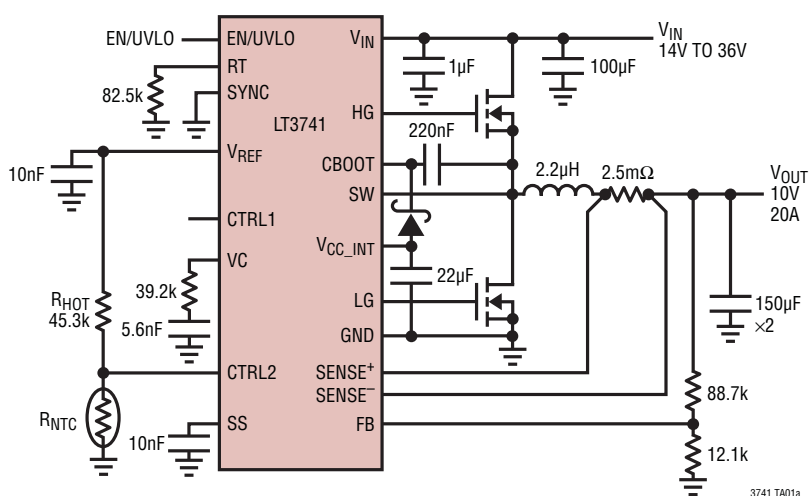 EN/UVLO
EN/UVLO
RT
82.5k
SYNC
LT3741
VREF
10nF
CTRL1
VC
39.2k
5.6nF
RHOT
45.3k
CTRL2
RNTC
SS
10nF
VIN
VIN
14V TO 36V
1µF
100µF
HG
220nF
CBOOT
SW
2.2µH
2.5mΩ
VOUT
10V
20A
VCC_INT
22µF
LG
GND
150µF
×2
SENSE+
SENSE–
88.7k
FB
12.1k
3741 TA01a